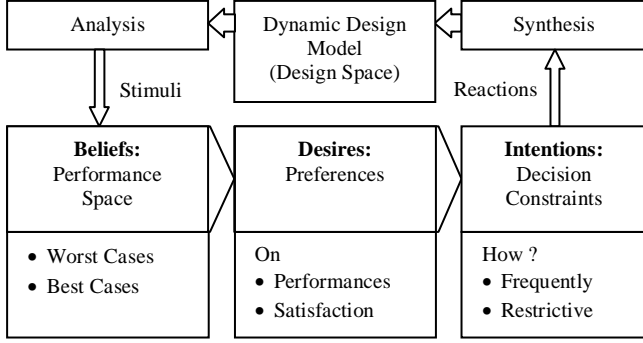 Analysis
Dynamic Design
Model
(Design Space)
Synthesis
Stimuli
Reactions
Beliefs:
Performance
Space
Desires:
Preferences
Intentions:
Decision
Constraints
• Worst Cases
• Best Cases
On
• Performances
• Satisfaction
How ?
• Frequently
• Restrictive